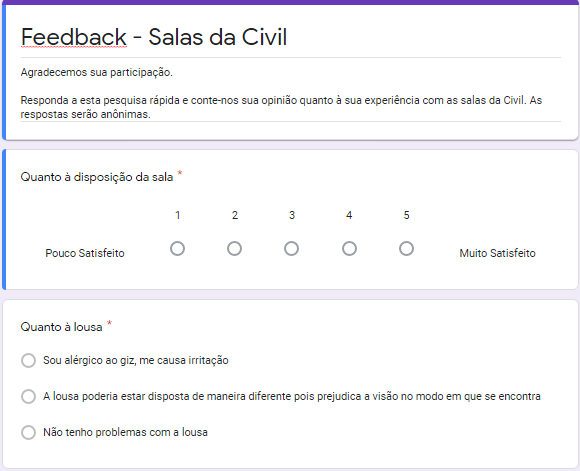 Feedback - Salas da Civil
Agradecemos sua participação.
Responda a esta pesquisa rápida e conte-nos sua opinião quanto à sua experiência com as salas da Civil. As
respostas serão anônimas.
Quanto à disposição da sala *
1 2 3 4 5
Pouco Satisfeito Muito Satisfeito
Quanto à lousa *
Sou alérgico ao giz, me causa irritação
A lousa poderia estar disposta de maneira diferente pois prejudica a visão no modo em que se encontra
Não tenho problemas com a lousa